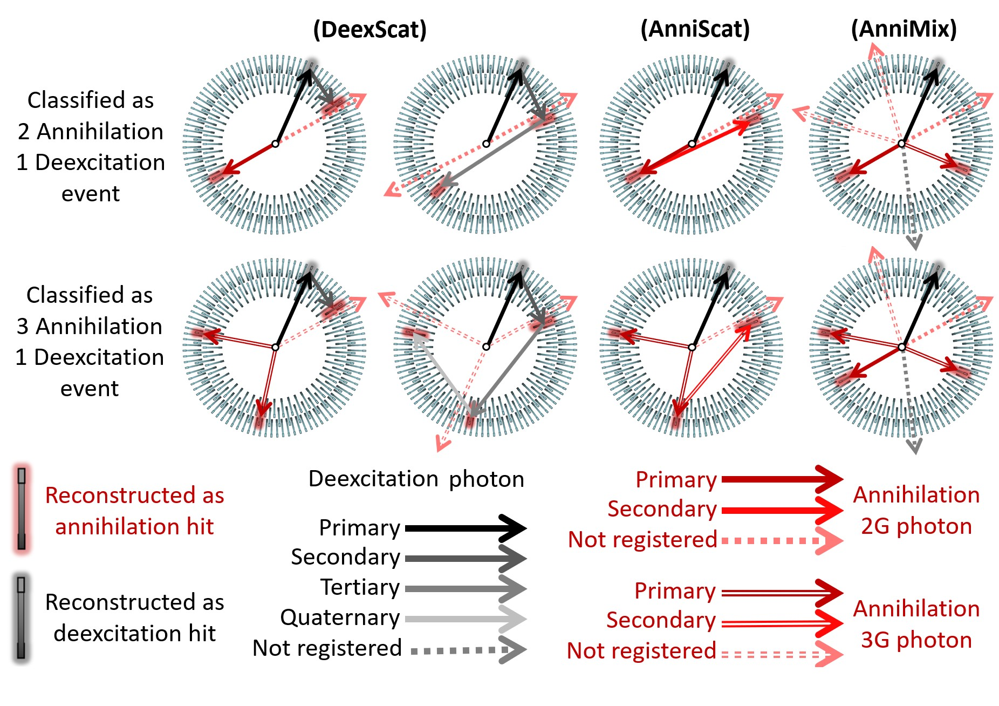 (DeexScat)
(AnniScat)
(AnniMix)
Classified as
2 Annihilation
1 Deexcitation
event
Classified as
3 Annihilation
1 Deexcitation
event
Reconstructed as
annihilation hit
Reconstructed as
deexcitation hit
Deexcitation photon
Primary
Secondary
Tertiary
Quaternary
Not registered
Primary
Secondary
Not registered
Annihilation
2G photon
Primary
Secondary
Not registered
Annihilation
3G photon